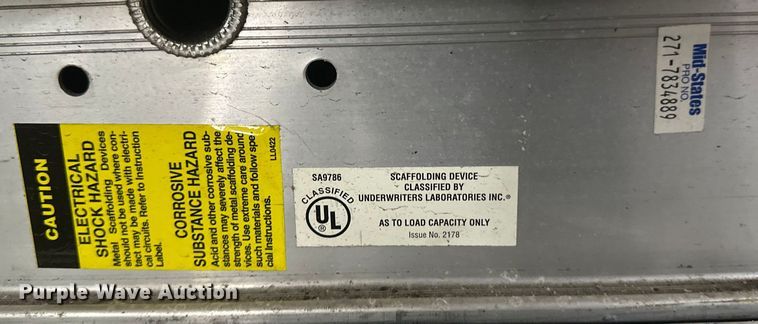 CAUTION
ELECTRICAL
SHOCK HAZARD
Metal Scaffolding Devices
should not be used where con-
tact may be made with electri-
cal circuits. Refer to Instruction
Label.
CORROSIVE
SUBSTANCE HAZARD
Acid and other corrosive sub-
stances may severely affect the
strength of metal scaffolding de-
vices. Use extreme care around
such materials and follow spe-
cial Instructions.
LL0422
SA9786
CLASSIFIED
UL
®
SCAFFOLDING DEVICE
CLASSIFIED BY
UNDERWRITERS LABORATORIES INC.®
AS TO LOAD CAPACITY ONLY
Issue No. 2178
Mid-States
PRO NO.
271-7834889
Purple Wave Auction